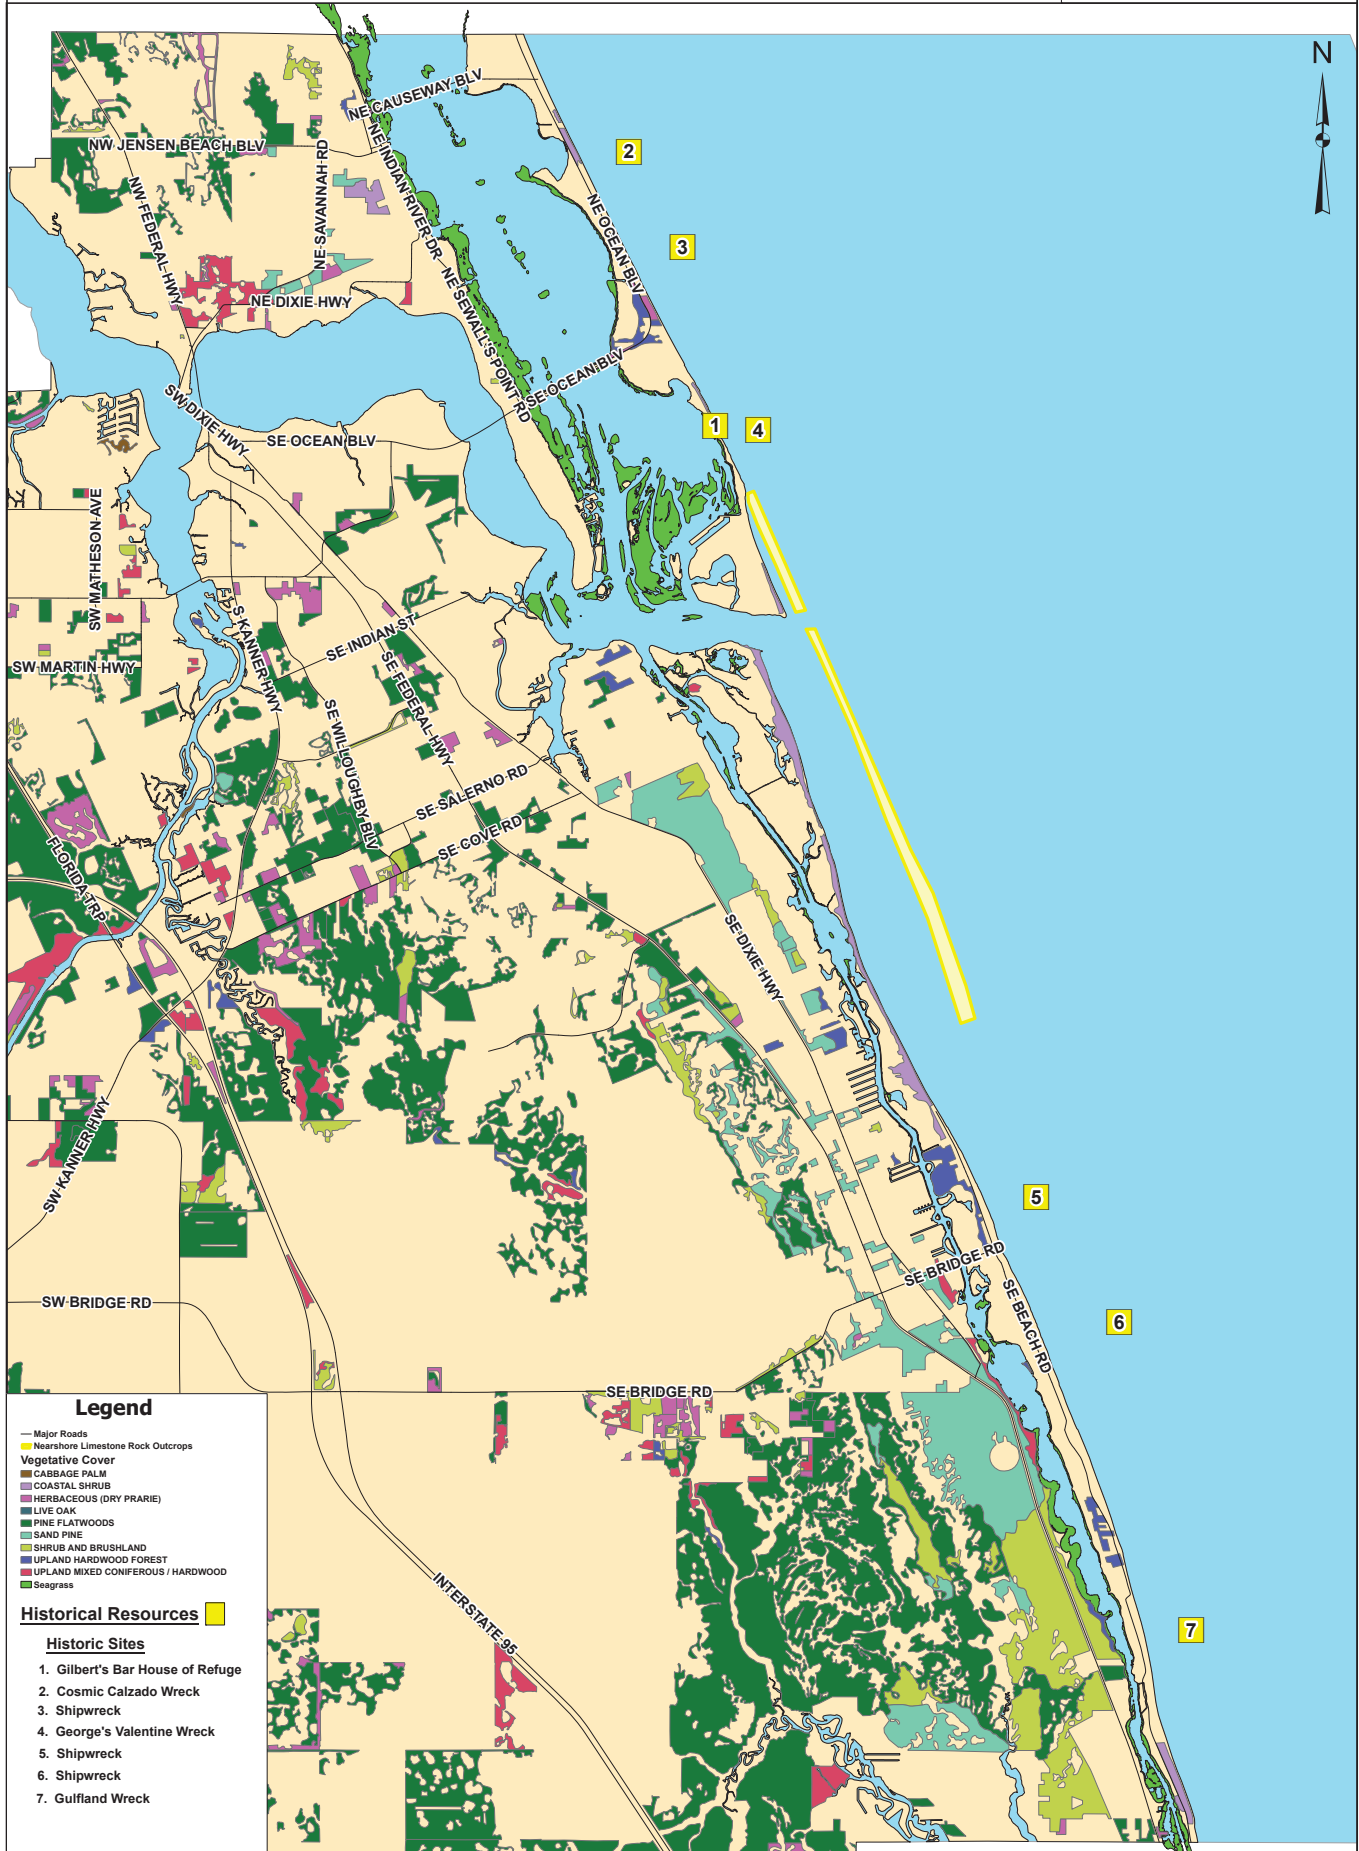 N
NE CAUSEWAY BLV
NW JENSEN BEACH BLV
NE INDIAN RIVER DR
NE SAVANNAH RD
NW FEDERAL HWY
2
NE OCEAN BLV
3
NE DIXIE HWY
NE SEWALL'S POINT RD
SE OCEAN BLV
SW DIXIE HWY
SE OCEAN BLV
1
4
SW MATHESON AVE
S KANNER HWY
SE INDIAN ST
SW MARTIN HWY
SE FEDERAL HWY
SE WILLOUGHBY BLV
SE SALERNO RD
SE COVE RD
FLORIDA TRP
SE DIXIE HWY
SW KANNER HWY
5
SE BRIDGE RD
SW BRIDGE RD
SE BEACH RD
6
SE BRIDGE RD
INTERSTATE 95
7
Legend
Major Roads
Nearshore Limestone Rock Outcrops
Vegetative Cover
CABBAGE PALM
COASTAL SHRUB
HERBACEOUS (DRY PRARIE)
LIVE OAK
PINE FLATWOODS
SAND PINE
SHRUB AND BRUSHLAND
UPLAND HARDWOOD FOREST
UPLAND MIXED CONIFEROUS / HARDWOOD
Seagrass
Historical Resources
Historic Sites
1. Gilbert's Bar House of Refuge
2. Cosmic Calzado Wreck
3. Shipwreck
4. George's Valentine Wreck
5. Shipwreck
6. Shipwreck
7. Gulfland Wreck